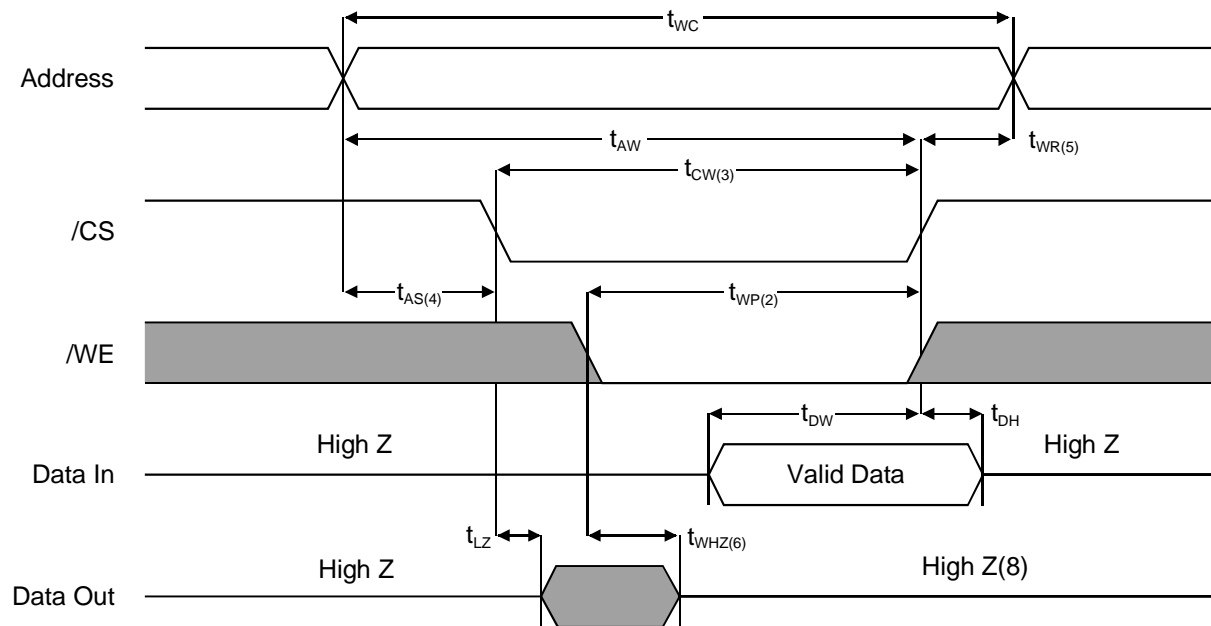 tWC
Address
tAW
tWR(5)
tCW(3)
/CS
tAS(4)
tWP(2)
/WE
tDW
tDH
High Z
High Z
Data In
Valid Data
tLZ
tWHZ(6)
High Z
High Z(8)
Data Out